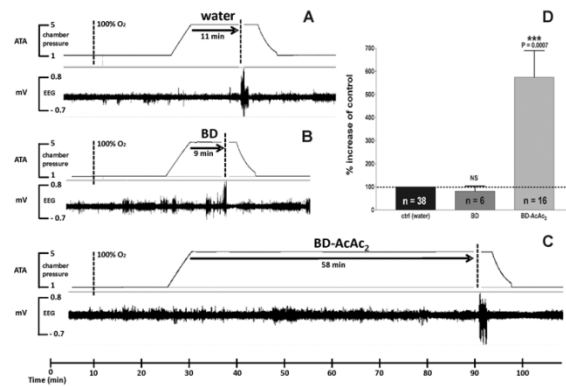 water
A
5
100% O₂
ATA
chamber
pressure
11 min
1
0.8
mV
EEG
- 0.7
BD
B
5
100% O₂
ATA
chamber
pressure
9 min
1
0.8
mV
EEG
- 0.7
BD-AcAc₂
C
5
100% O₂
ATA
chamber
pressure
58 min
1
0.8
mV
EEG
- 0.7
0 10 20 30 40 50 60 70 80 90 100
Time (min)
D
% increase of control
700
600
500
400
300
200
100
***
P = 0.0007
NS
n = 38
n = 6
n = 16
ctrl (water)
BD
BD-AcAc₂